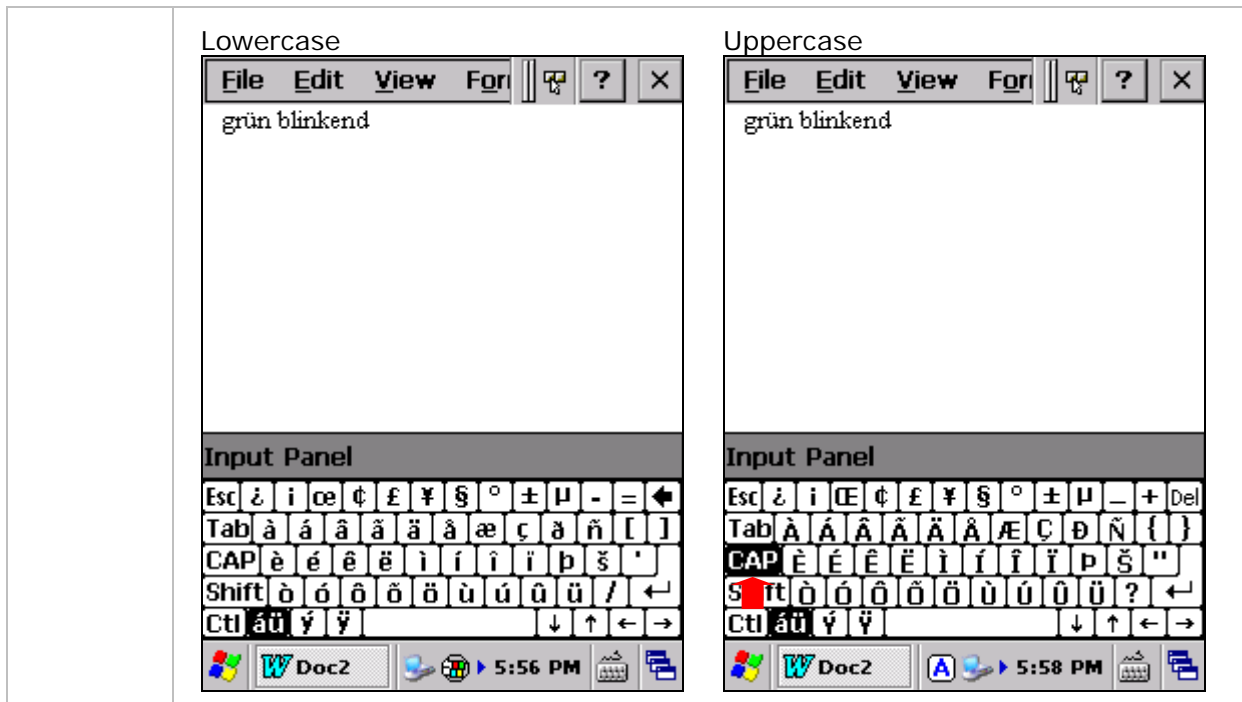 Lowercase
File Edit View For ? ×
grün blinkend
Input Panel
Esc ¿ ¡ œ ¢ £ ¥ § ° ± µ - = 🡄
Tab à á â ã ä å æ ç ð ñ [ ]
CAP è é ê ë ì í î ï þ š '
Shift ò ó ô õ ö ù ú û ü / ↵
Ctl áü ý ÿ ↓ ↑ ← →
Doc2 5:56 PM
Uppercase
File Edit View For ? ×
grün blinkend
Input Panel
Esc ¿ ¡ Œ ¢ £ ¥ § ° ± µ _ + Del
Tab À Á Â Ã Ä Å Æ Ç Ð Ñ { }
CAP È É Ê Ë Ì Í Î Ï Þ Š "
S ft Ò Ó Ô Õ Ö Ù Ú Û Ü ? ↵
Ctl áü Ý Ÿ ↓ ↑ ← →
Doc2 A 5:58 PM